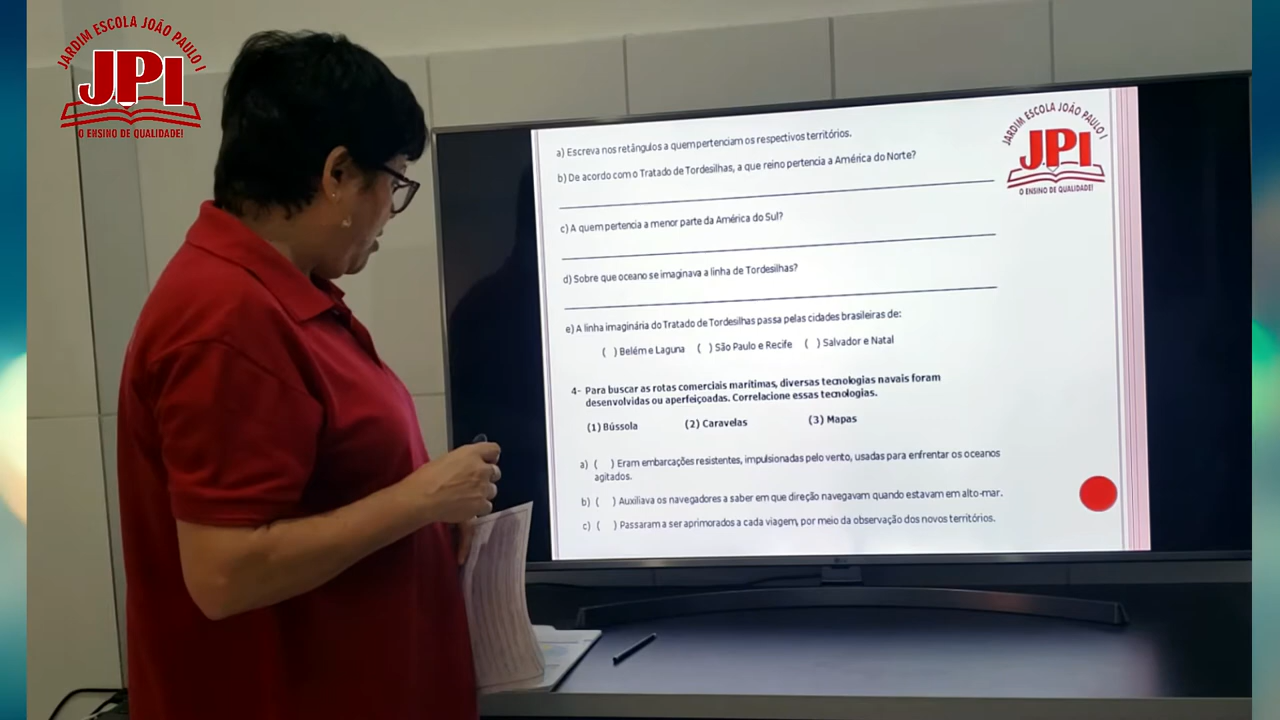 JARDIM ESCOLA JOÃO PAULO I
JPI
O ENSINO DE QUALIDADE!
JARDIM ESCOLA JOÃO PAULO I
JPI
O ENSINO DE QUALIDADE!
a) Escreva nos retângulos a quem pertenciam os respectivos territórios.
b) De acordo com o Tratado de Tordesilhas, a que reino pertencia a América do Norte?
c) A quem pertencia a menor parte da América do Sul?
d) Sobre que oceano se imaginava a linha de Tordesilhas?
e) A linha imaginária do Tratado de Tordesilhas passa pelas cidades brasileiras de:
( ) Belém e Laguna ( ) São Paulo e Recife ( ) Salvador e Natal
4- Para buscar as rotas comerciais marítimas, diversas tecnologias navais foram
desenvolvidas ou aperfeiçoadas. Correlacione essas tecnologias.
(1) Bússola (2) Caravelas (3) Mapas
a) ( ) Eram embarcações resistentes, impulsionadas pelo vento, usadas para enfrentar os oceanos
agitados.
b) ( ) Auxiliava os navegadores a saber em que direção navegavam quando estavam em alto-mar.
c) ( ) Passaram a ser aprimorados a cada viagem, por meio da observação dos novos territórios.
LG